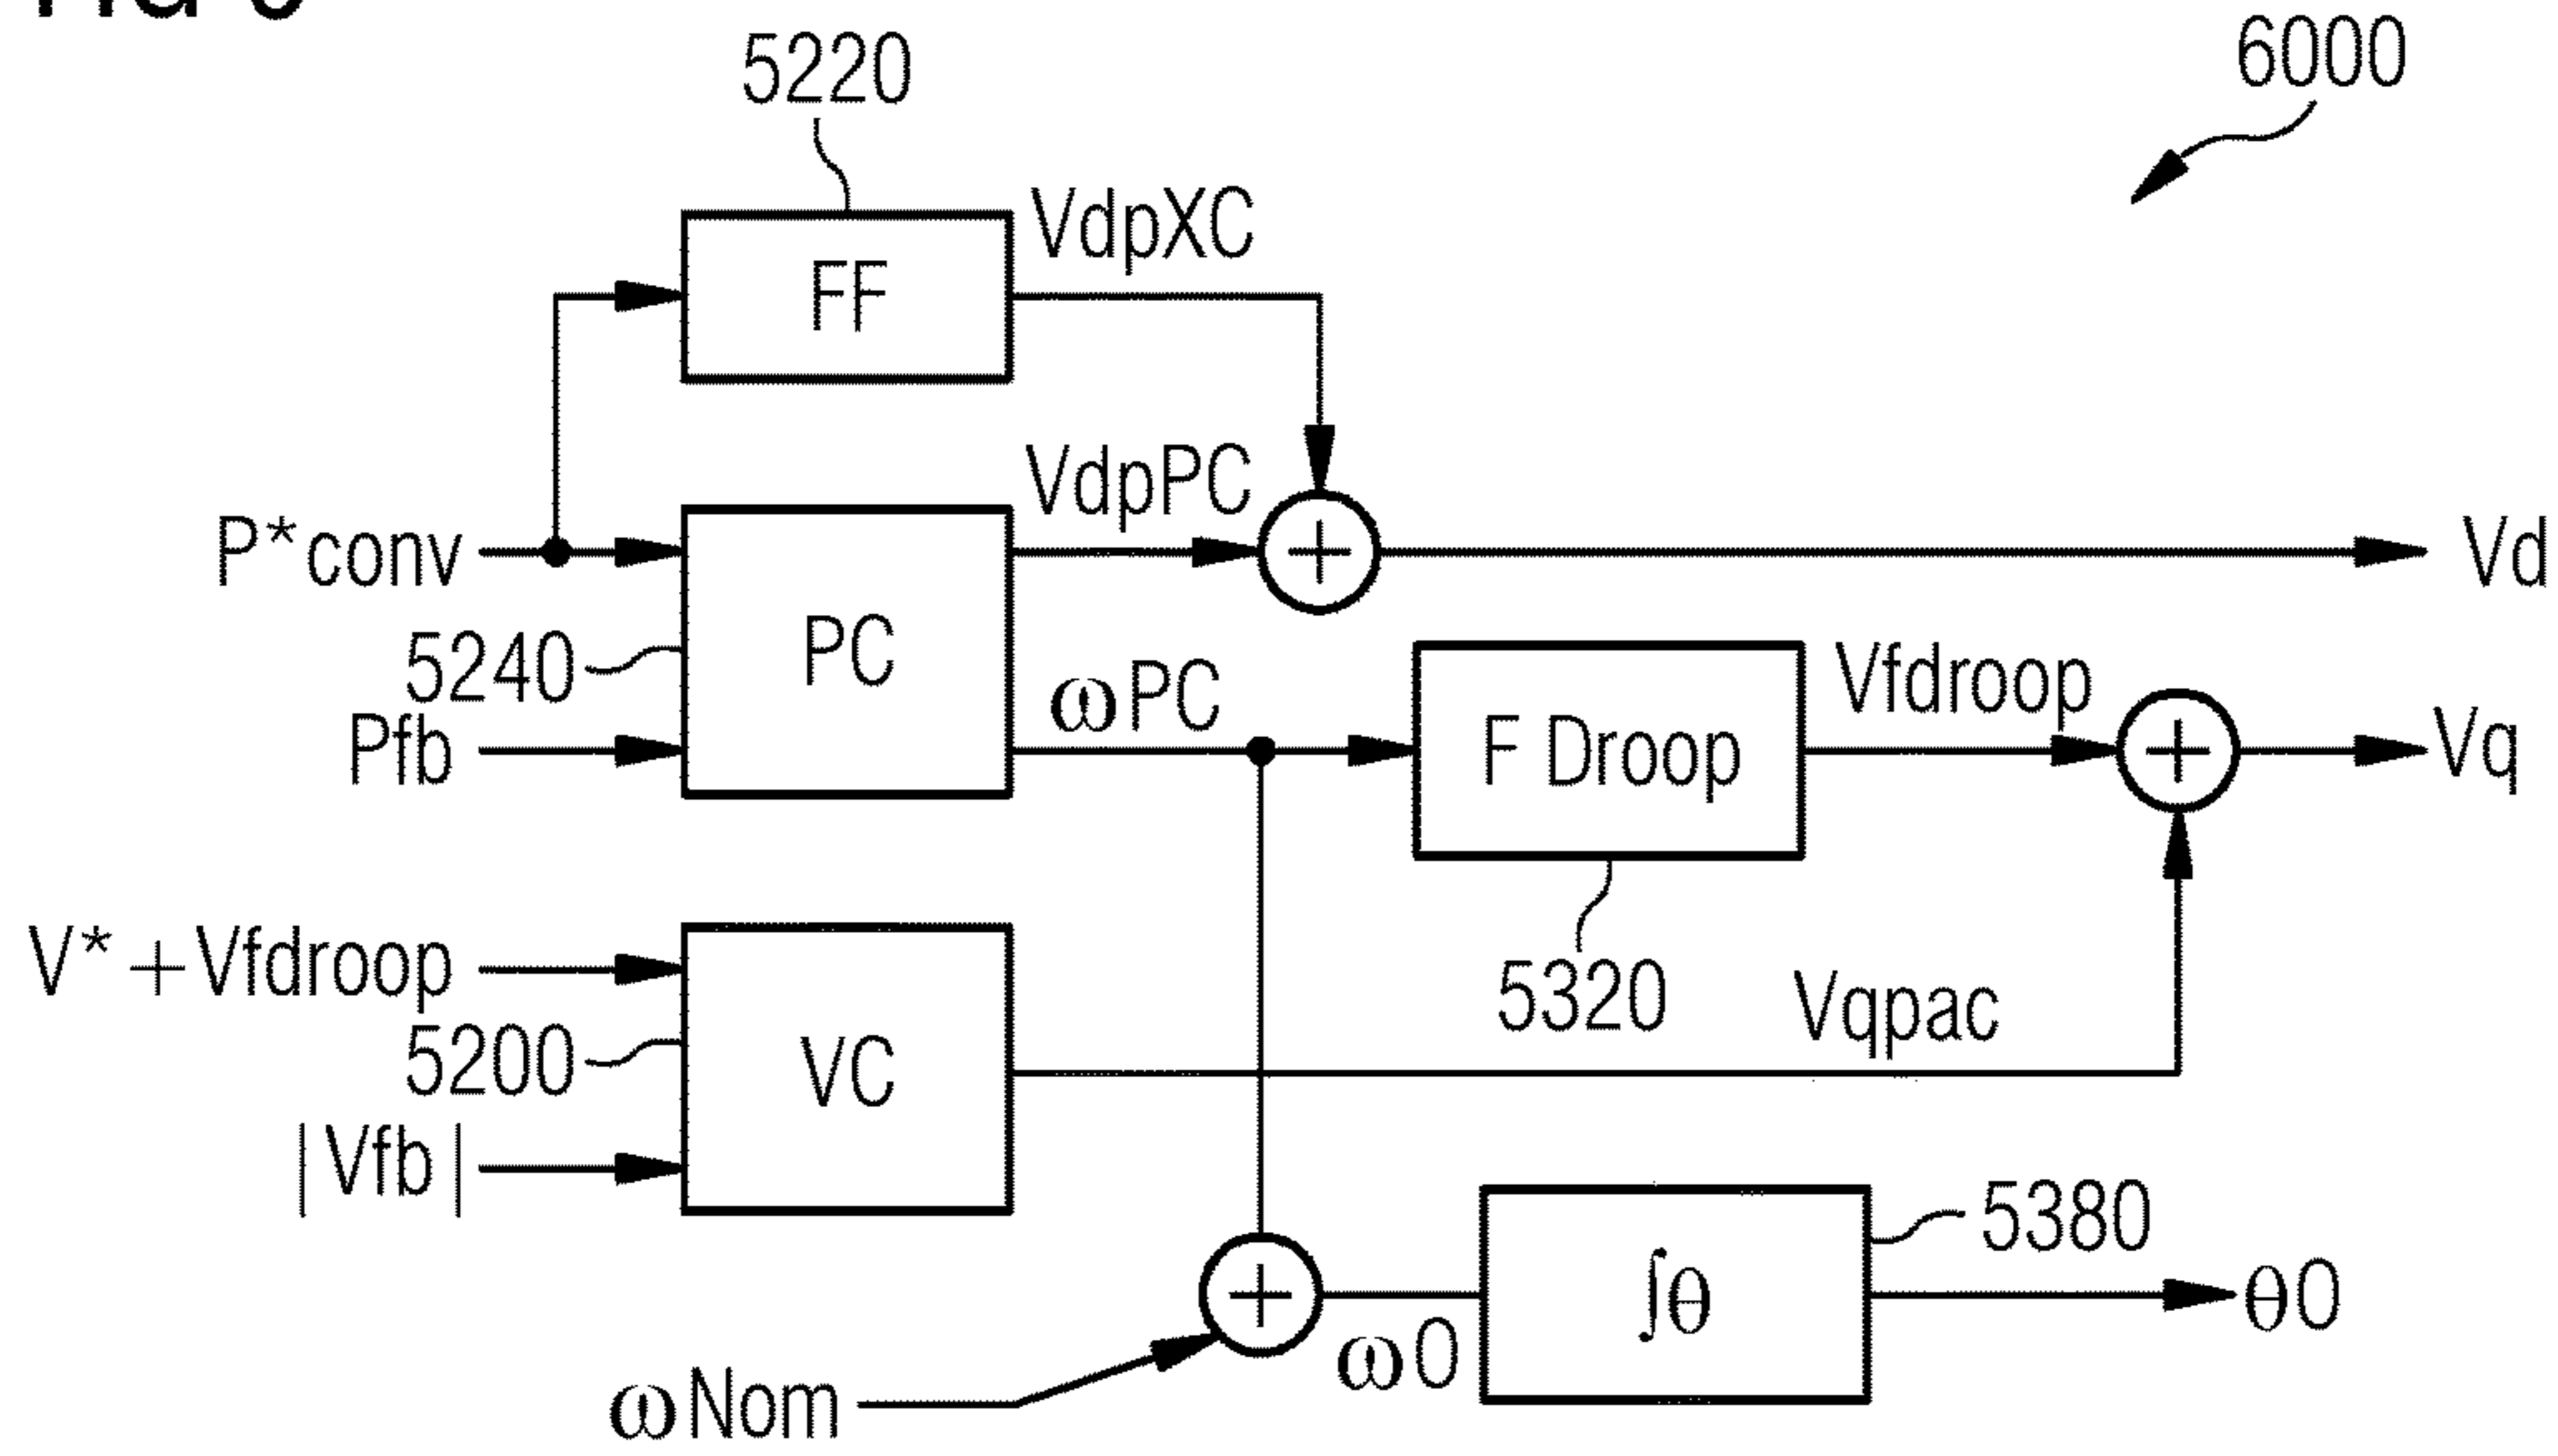 5220
6000
VdpXC
FF
VdpPC
P*conv
Vd
PC
5240
ωPC
Vfdroop
Pfb
F Droop
Vq
V*+Vfdroop
5320
Vqpac
5200
VC
|Vfb|
5380
∫θ
θ0
ω0
ωNom